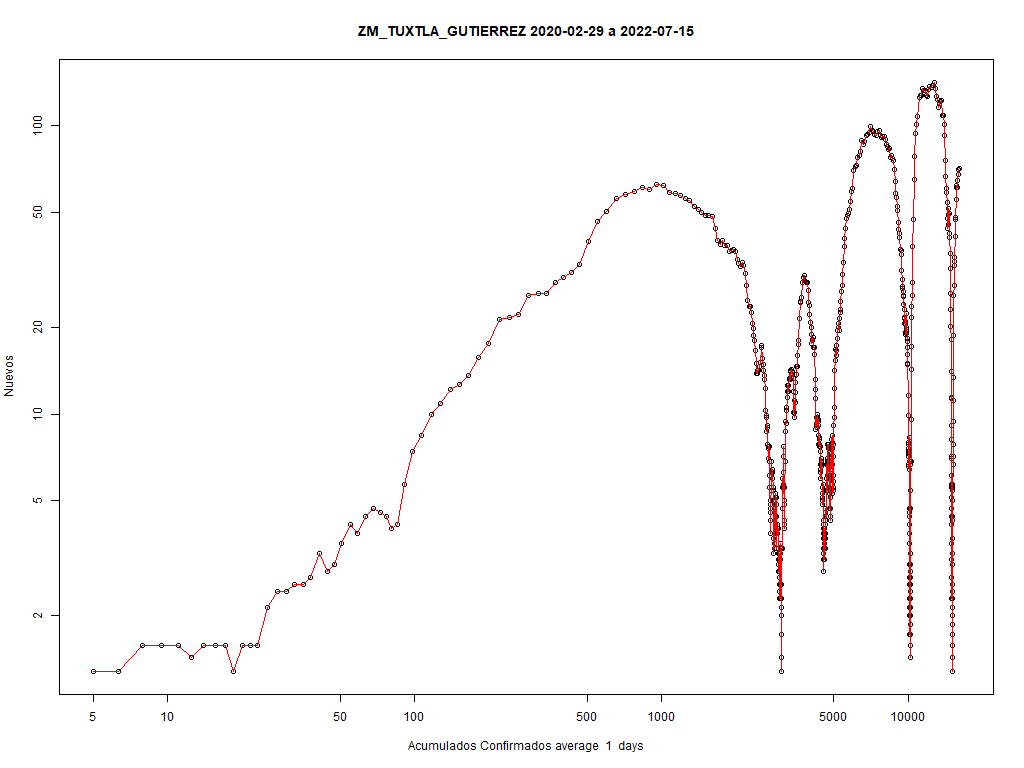 ZM_TUXTLA_GUTIERREZ 2020-02-29 a 2022-07-15
Nuevos
100
50
20
10
5
2
5 10 50 100 500 1000 5000 10000
Acumulados Confirmados average 1 days